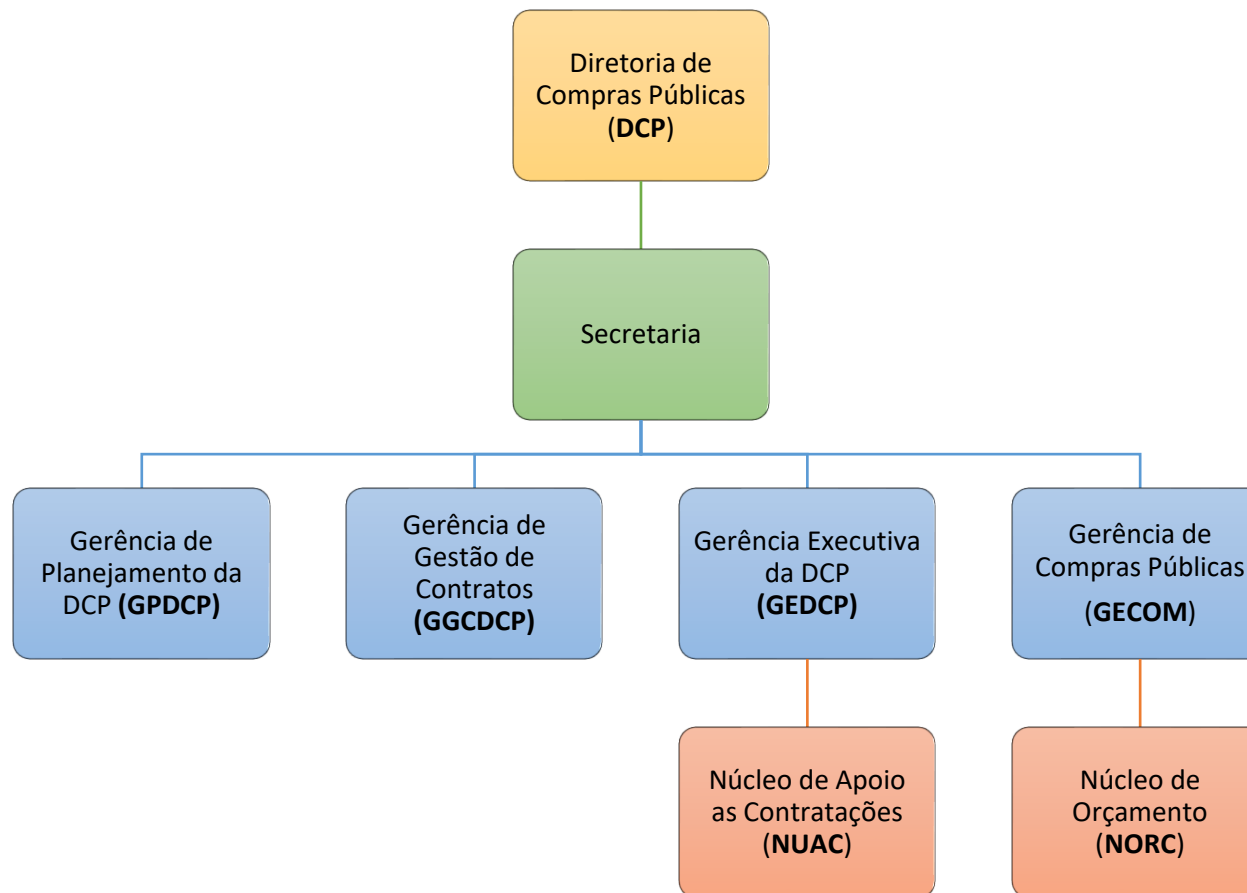 Diretoria de
Compras Públicas
(DCP)
Secretaria
Gerência de
Planejamento da
DCP (GPDCP)
Gerência de
Gestão de
Contratos
(GGCDCP)
Gerência Executiva
da DCP
(GEDCP)
Gerência de
Compras Públicas
(GECOM)
Núcleo de Apoio
as Contratações
(NUAC)
Núcleo de
Orçamento
(NORC)